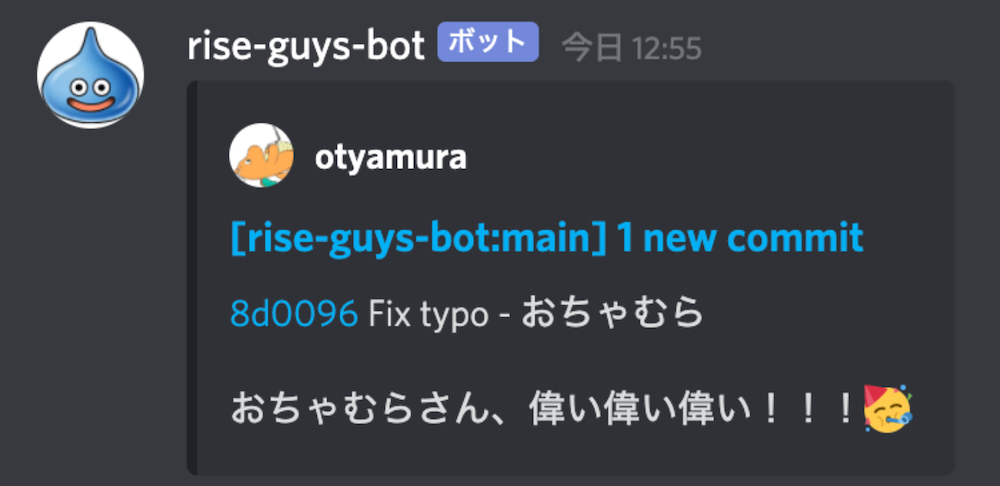 rise-guys-bot ボット 今日 12:55
otyamura
[rise-guys-bot:main] 1 new commit
8d0096 Fix typo - おちゃむら
おちゃむらさん、偉い偉い偉い！！！🥳